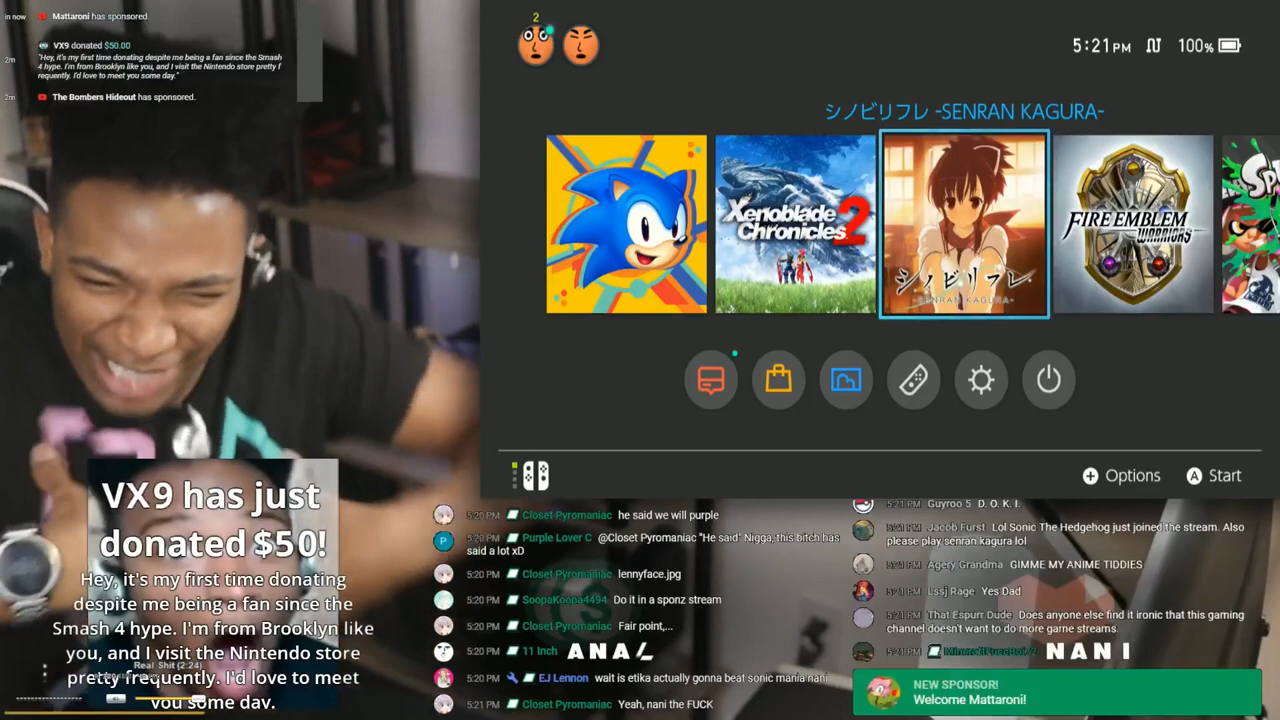 in now Mattaroni has sponsored.
VX9 donated $50.00
2m "Hey, it's my first time donating despite me being a fan since the Smash
4 hype. I'm from Brooklyn like you, and I visit the Nintendo store pretty f
requently. I'd love to meet you some day."
2m The Bombers Hideout has sponsored.
2
5:21 PM 100%
シノビリフレ -SENRAN KAGURA-
Xenoblade
Chronicles 2
シノビリフレ
-SENRAN KAGURA-
FIRE EMBLEM
WARRIORS
Options
Start
VX9 has just
donated $50!
Hey, it's my first time donating
despite me being a fan since the
Smash 4 hype. I'm from Brooklyn like
you, and I visit the Nintendo store
pretty frequently. I'd love to meet
you some day.
Real Shit (2:24)
5:20 PM Closet Pyromaniac he said we will purple
P 5:20 PM Purple Lover C @Closet Pyromaniac "He said" Nigga, this bitch has
said a lot xD
5:20 PM Closet Pyromaniac lennyface.jpg
5:20 PM SoopaKoopa4494 Do it in a sponz stream
5:20 PM Closet Pyromaniac Fair point,...
5:20 PM 11 Inch A N A L
5:20 PM EJ Lennon wait is etika actually gonna beat sonic mania nani
5:21 PM Closet Pyromaniac Yeah, nani the FUCK
5:21 PM Guyroo 5 D. O. K. I.
5:21 PM Jacob Furst Lol Sonic The Hedgehog just joined the stream. Also
please play senran kagura lol
5:21 PM Agery Grandma GIMME MY ANIME TIDDIES
5:21 PM Lssj Rage Yes Dad
5:21 PM That Espurr Dude Does anyone else find it ironic that this gaming
channel doesn't want to do more game streams.
5:21 PM N A N I
NEW SPONSOR!
Welcome Mattaroni!